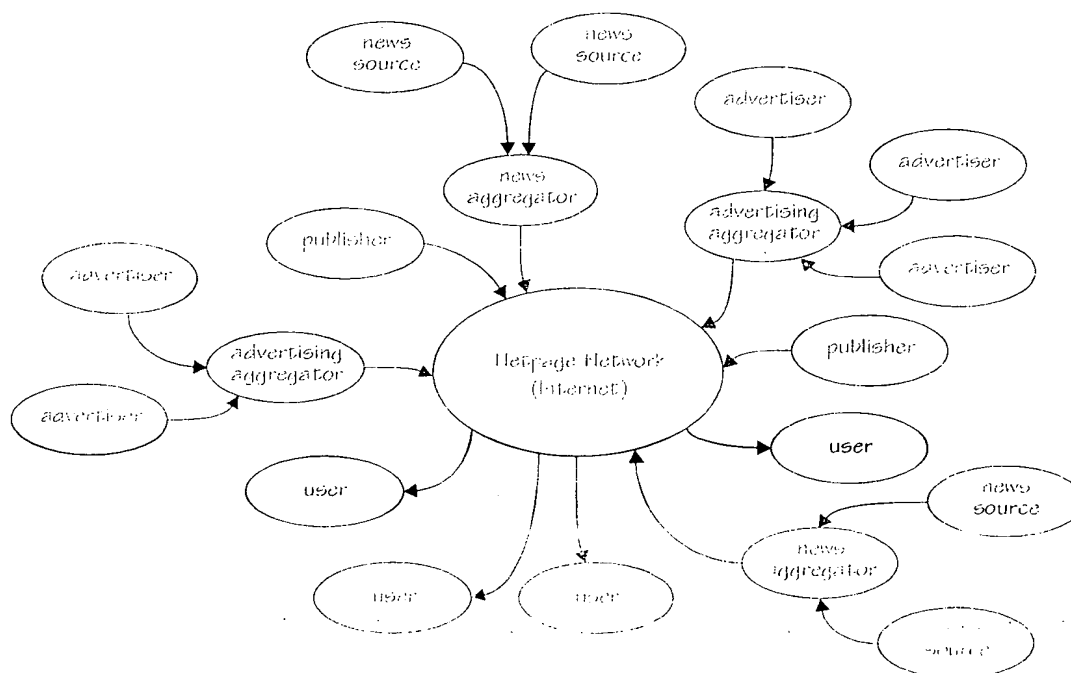 news
source
news
source
advertiser
advertiser
news
aggregator
advertising
aggregator
publisher
advertiser
advertiser
advertising
aggregator
Netpage Network
(Internet)
publisher
advertiser
user
user
news
source
news
aggregator
user
user
source